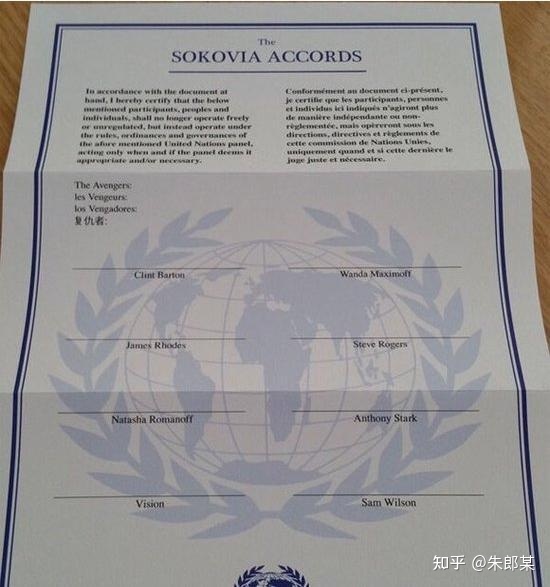 The
SOKOVIA ACCORDS
In accordance with the document at
hand, I hereby certify that the below
mentioned participants, peoples and
individuals, shall no longer operate freely
or unregulated, but instead operate under
the rules, ordinances and governances of
the afore mentioned United Nations panel,
acting only when and if the panel deems it
appropriate and/or necessary.
Conformément au document ci-présent,
je certifie que les participants, personnes
et individus ici indiqués n'agiront plus
de manière indépendante ou non-
règlementée, mais opèreront sous les
directions, directives et règlements de
cette commission de Nations Unies,
uniquement quand et si cette dernière le
juge juste et nécessaire.
The Avengers:
les Vengeurs:
los Vengadores:
复仇者:
Clint Barton
Wanda Maximoff
James Rhodes
Steve Rogers
Natasha Romanoff
Anthony Stark
Vision
Sam Wilson
知乎 @朱郎某